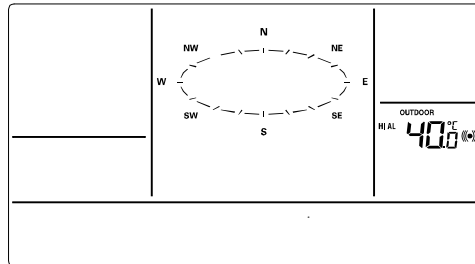 N
NW NE
W E
SW SE
S
OUTDOOR
HI AL 40.0 °C